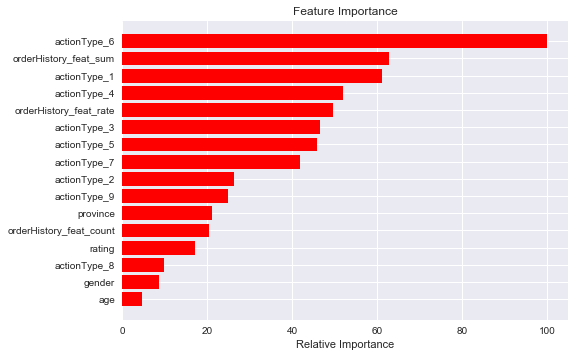 Feature Importance
actionType_6
orderHistory_feat_sum
actionType_1
actionType_4
orderHistory_feat_rate
actionType_3
actionType_5
actionType_7
actionType_2
actionType_9
province
orderHistory_feat_count
rating
actionType_8
gender
age
0 20 40 60 80 100
Relative Importance